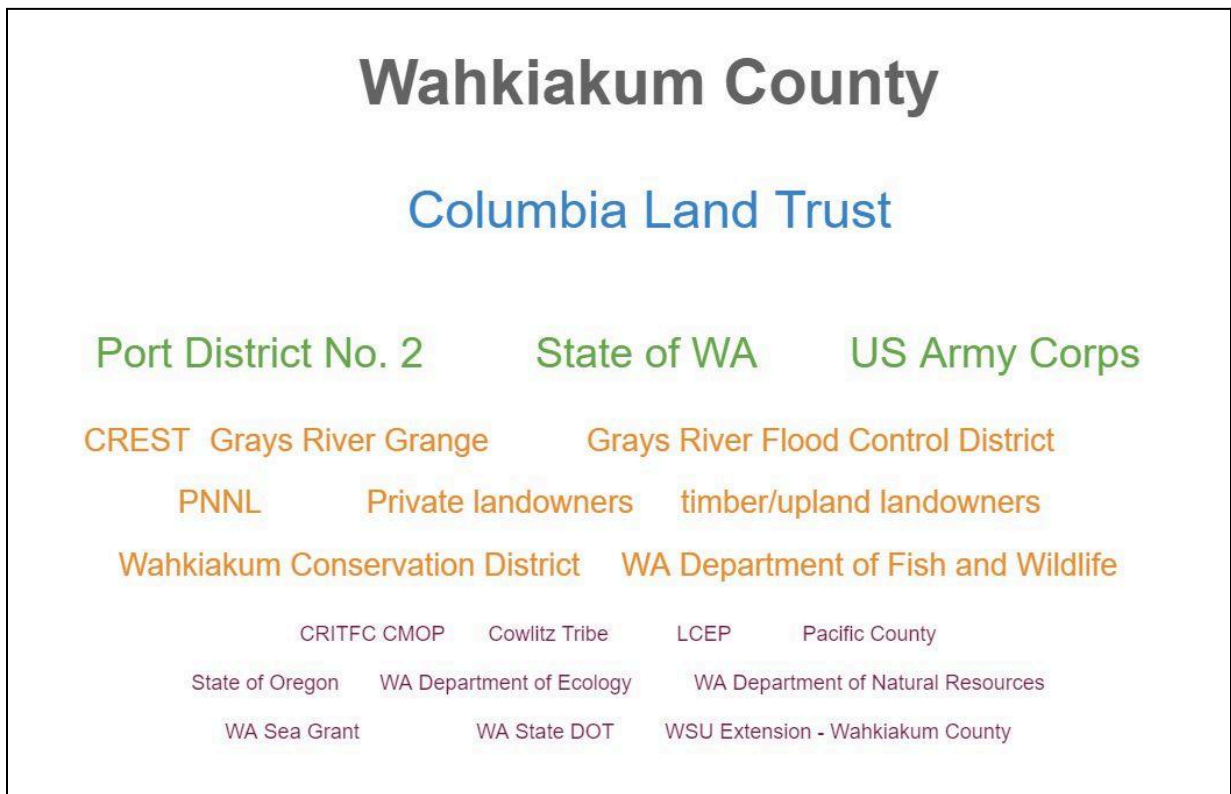 Wahkiakum County
Columbia Land Trust
Port District No. 2 State of WA US Army Corps
CREST Grays River Grange Grays River Flood Control District
PNNL Private landowners timber/upland landowners
Wahkiakum Conservation District WA Department of Fish and Wildlife
CRITFC CMOP Cowlitz Tribe LCEP Pacific County
State of Oregon WA Department of Ecology WA Department of Natural Resources
WA Sea Grant WA State DOT WSU Extension - Wahkiakum County